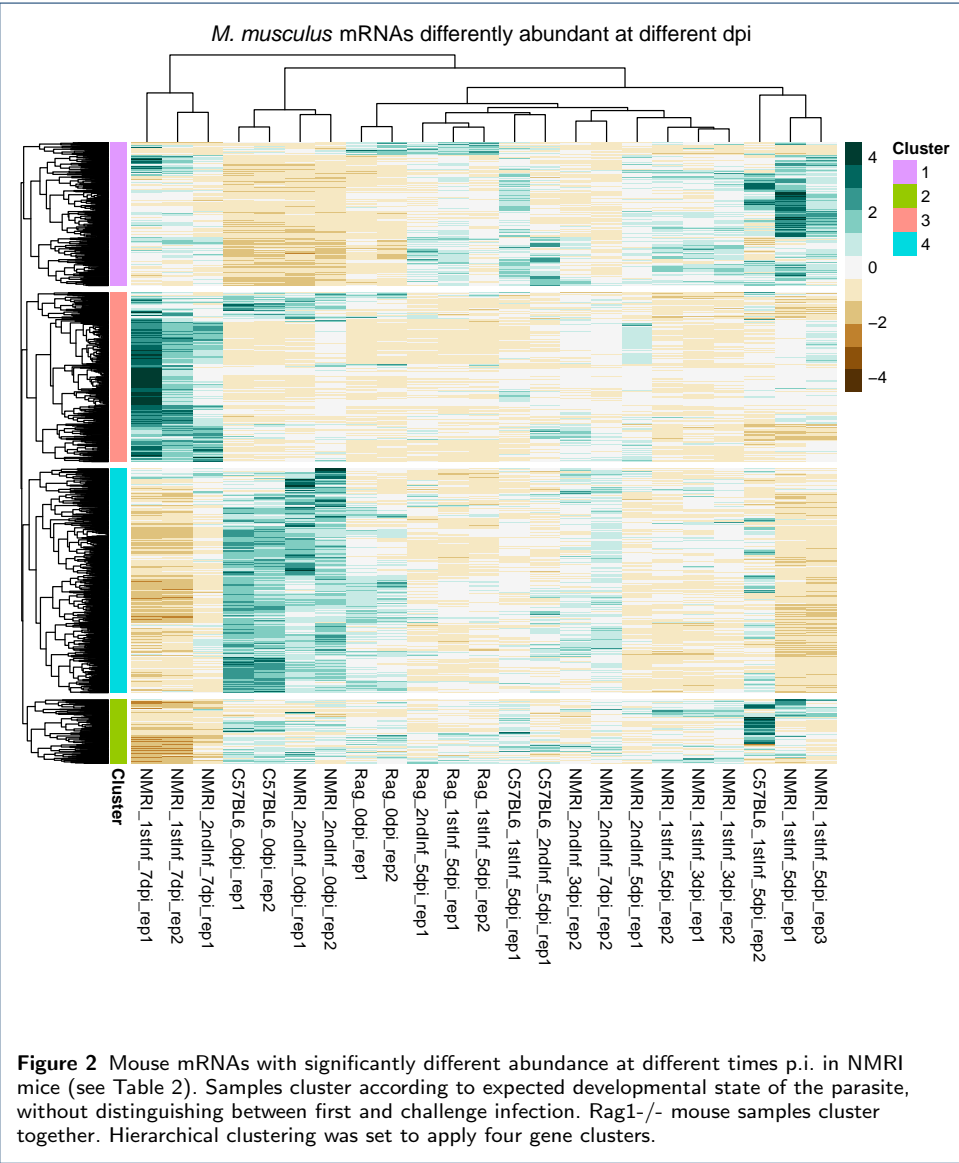 M. musculus mRNAs differently abundant at different dpi
4
2
0
−2
−4
Cluster
1
2
3
4
Cluster
NMRI_1stInf_7dpi_rep1
NMRI_1stInf_7dpi_rep2
NMRI_2ndInf_7dpi_rep1
C57BL6_0dpi_rep1
C57BL6_0dpi_rep2
NMRI_2ndInf_0dpi_rep1
NMRI_2ndInf_0dpi_rep2
Rag_0dpi_rep1
Rag_0dpi_rep2
Rag_2ndInf_5dpi_rep1
Rag_1stInf_5dpi_rep1
Rag_1stInf_5dpi_rep2
C57BL6_1stInf_5dpi_rep1
C57BL6_2ndInf_5dpi_rep1
NMRI_2ndInf_3dpi_rep2
NMRI_2ndInf_7dpi_rep2
NMRI_2ndInf_5dpi_rep1
NMRI_1stInf_5dpi_rep2
NMRI_1stInf_3dpi_rep1
NMRI_1stInf_3dpi_rep2
C57BL6_1stInf_5dpi_rep2
NMRI_1stInf_5dpi_rep1
NMRI_1stInf_5dpi_rep3
Figure 2 Mouse mRNAs with significantly different abundance at different times p.i. in NMRI
mice (see Table 2). Samples cluster according to expected developmental state of the parasite,
without distinguishing between first and challenge infection. Rag1-/- mouse samples cluster
together. Hierarchical clustering was set to apply four gene clusters.